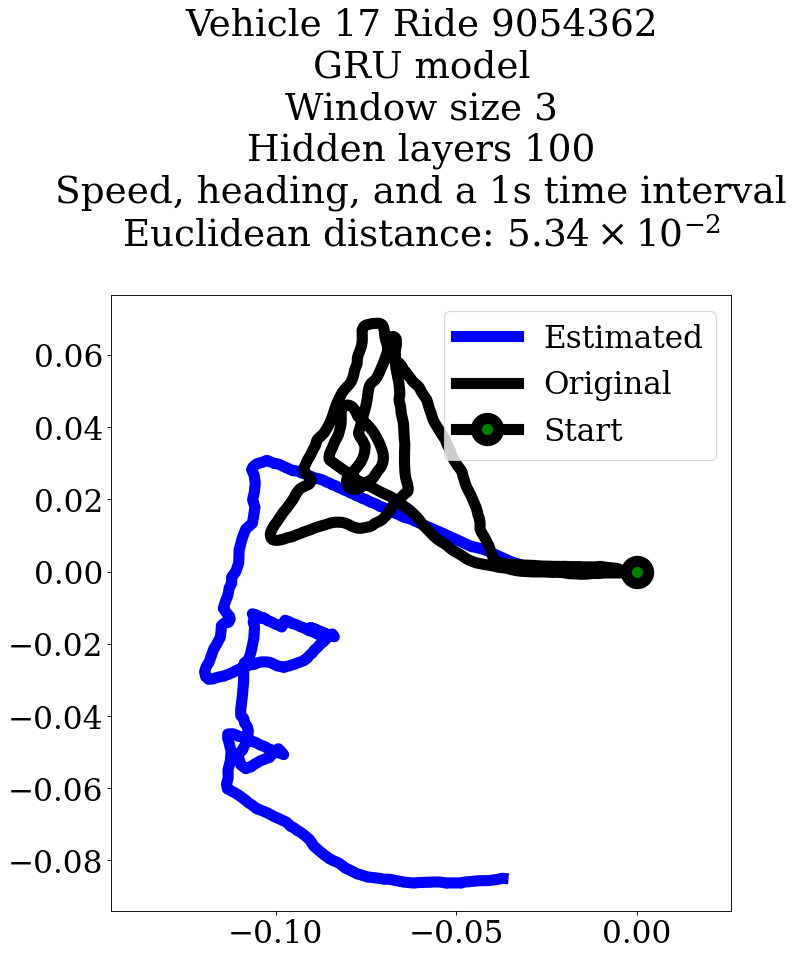 Vehicle 17 Ride 9054362
GRU model
Window size 3
Hidden layers 100
Speed, heading, and a 1s time interval
Euclidean distance: 5.34 × 10⁻²
Estimated
Original
Start
0.06
0.04
0.02
0.00
−0.02
−0.04
−0.06
−0.08
−0.10 −0.05 0.00